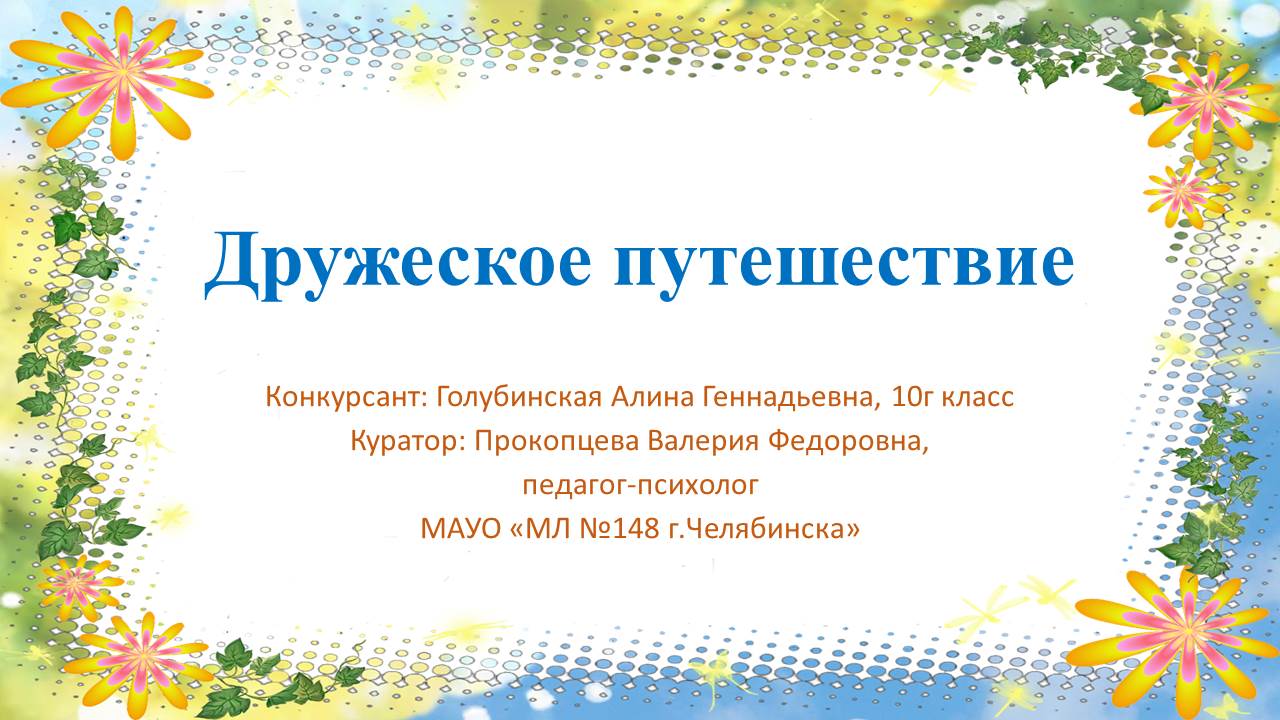 Дружеское путешествие
Конкурсант: Голубинская Алина Геннадьевна, 10г класс
Куратор: Прокопцева Валерия Федоровна,
педагог-психолог
МАУО «МЛ №148 г.Челябинска»